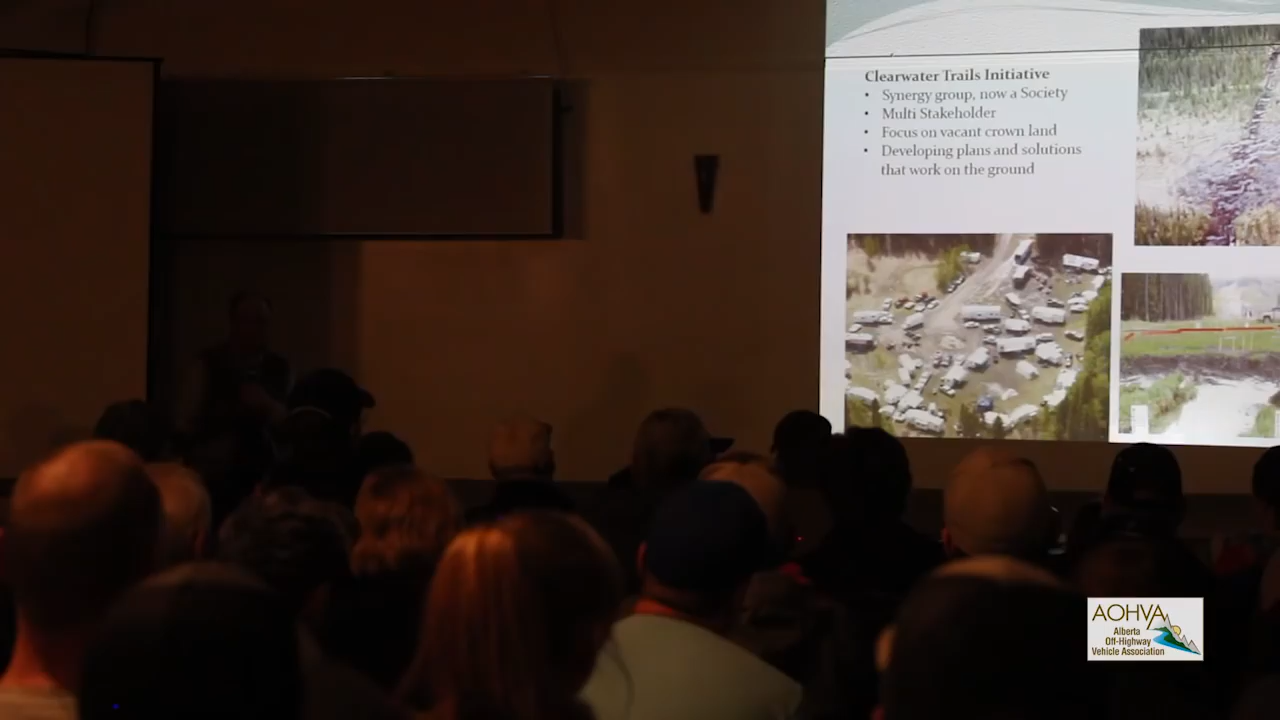 Clearwater Trails Initiative
• Synergy group, now a Society
• Multi Stakeholder
• Focus on vacant crown land
• Developing plans and solutions
that work on the ground
AOHVA
Alberta
Off-Highway
Vehicle Association